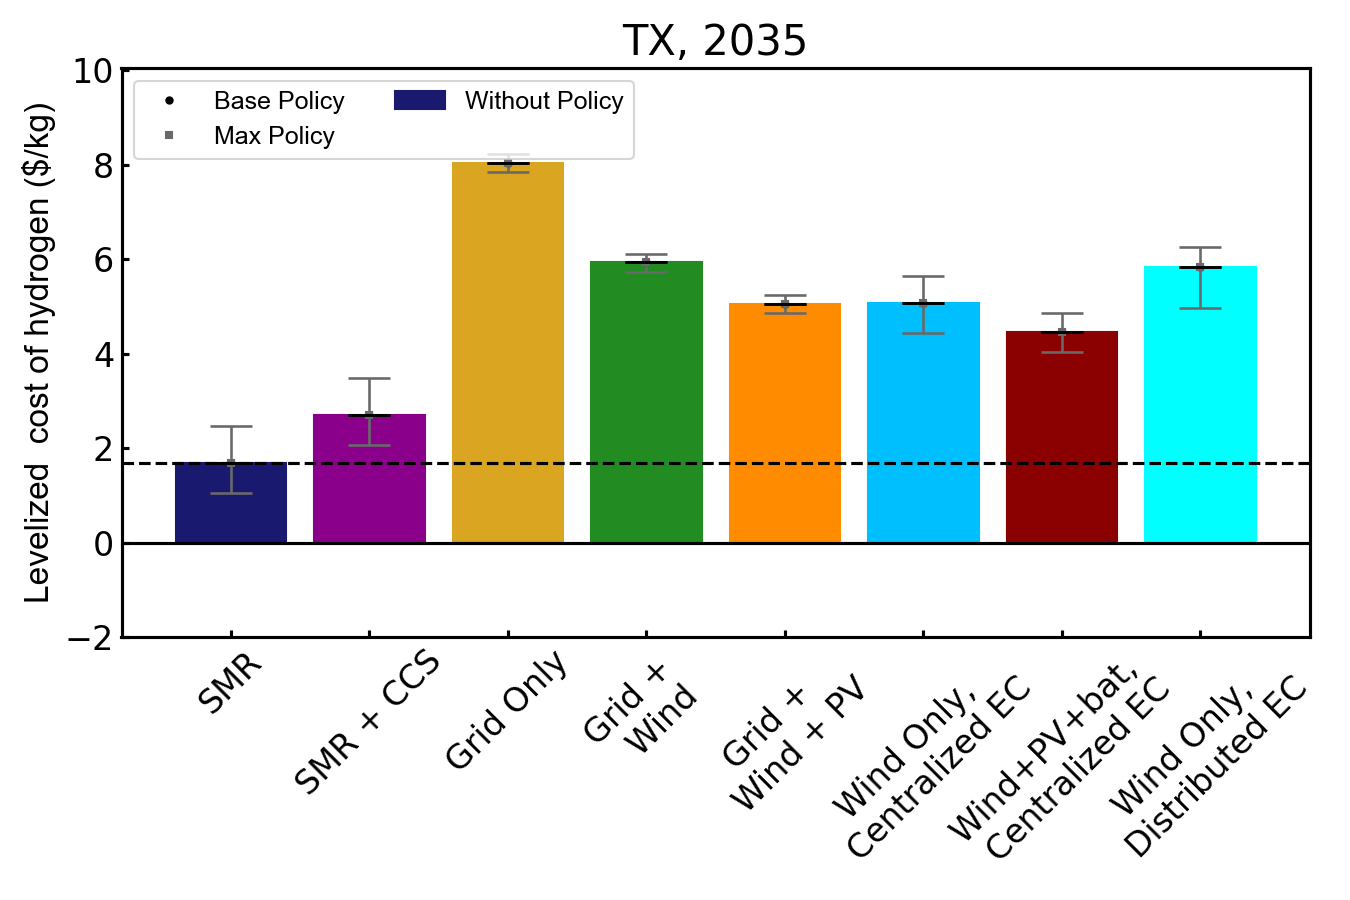 TX, 2035
Levelized  cost of hydrogen ($/kg)
10
8
6
4
2
0
−2
Base Policy
Max Policy
Without Policy
SMR
SMR + CCS
Grid Only
Grid +
Wind
Grid +
Wind + PV
Wind Only,
Centralized EC
Wind+PV+bat,
Centralized EC
Wind Only,
Distributed EC